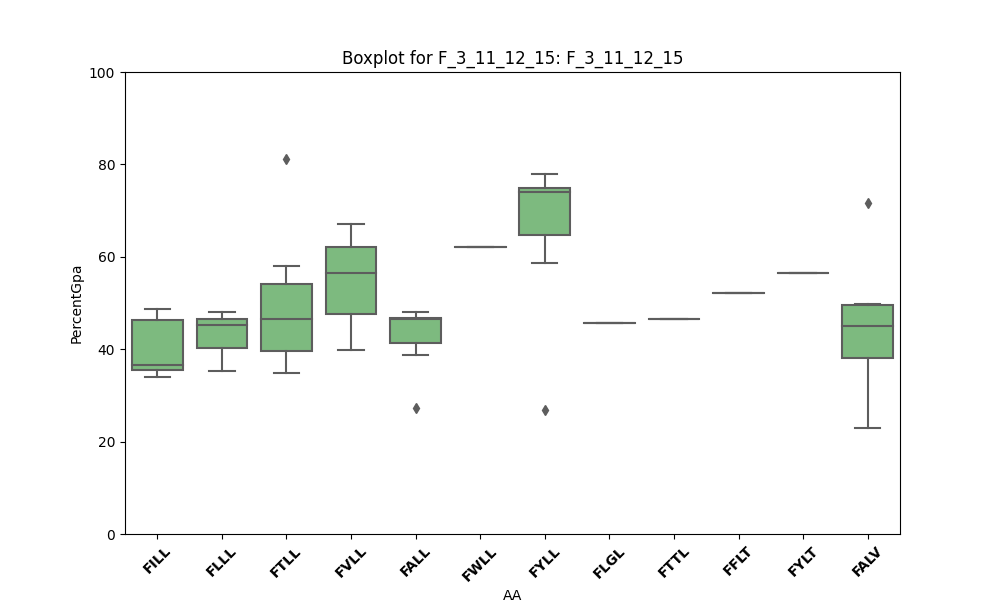 Boxplot for F_3_11_12_15: F_3_11_12_15
100
80
60
40
20
0
PercentGpa
FILL
FLLL
FTLL
FVLL
FALL
FWLL
FYLL
FLGL
FTTL
FFLT
FYLT
FALV
AA